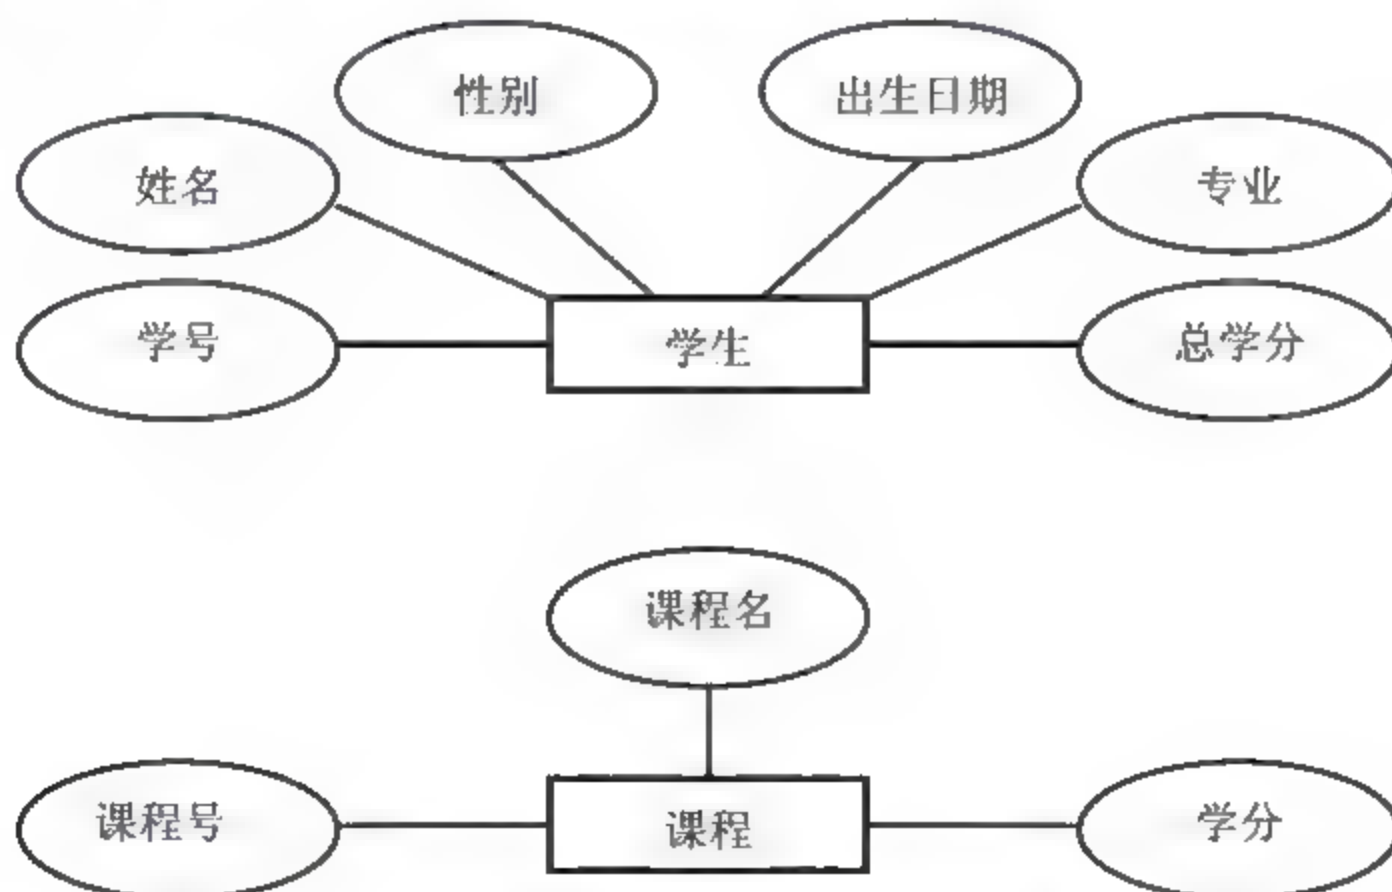 性别
出生日期
姓名
专业
学号
学生
总学分
课程名
课程号
课程
学分